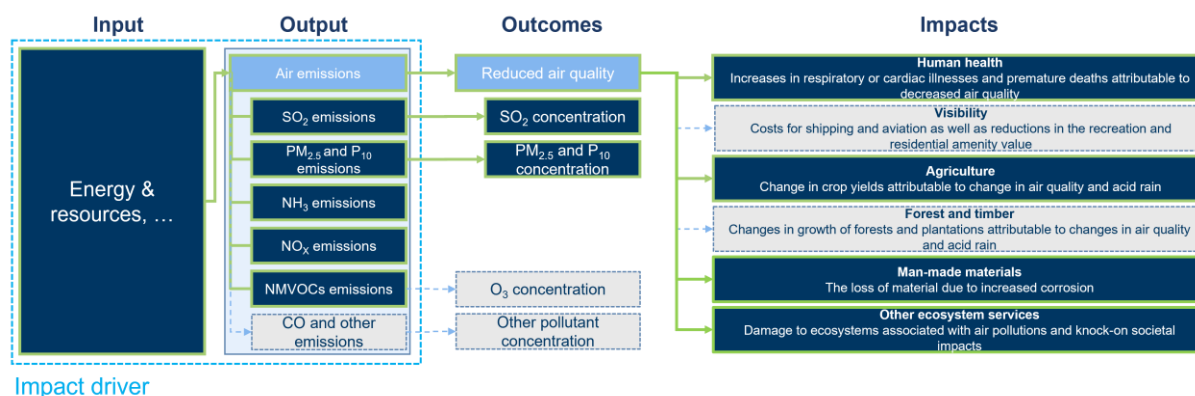 Input
Output
Outcomes
Impacts
Energy &
resources, …
Air emissions
SO₂ emissions
PM₂.₅ and P₁₀
emissions
NH₃ emissions
NOₓ emissions
NMVOCs emissions
CO and other
emissions
Reduced air quality
SO₂ concentration
PM₂.₅ and P₁₀
concentration
O₃ concentration
Other pollutant
concentration
Human health
Increases in respiratory or cardiac illnesses and premature deaths attributable to
decreased air quality
Visibility
Costs for shipping and aviation as well as reductions in the recreation and
residential amenity value
Agriculture
Change in crop yields attributable to change in air quality and acid rain
Forest and timber
Changes in growth of forests and plantations attributable to changes in air quality
and acid rain
Man-made materials
The loss of material due to increased corrosion
Other ecosystem services
Damage to ecosystems associated with air pollutions and knock-on societal
impacts
Impact driver